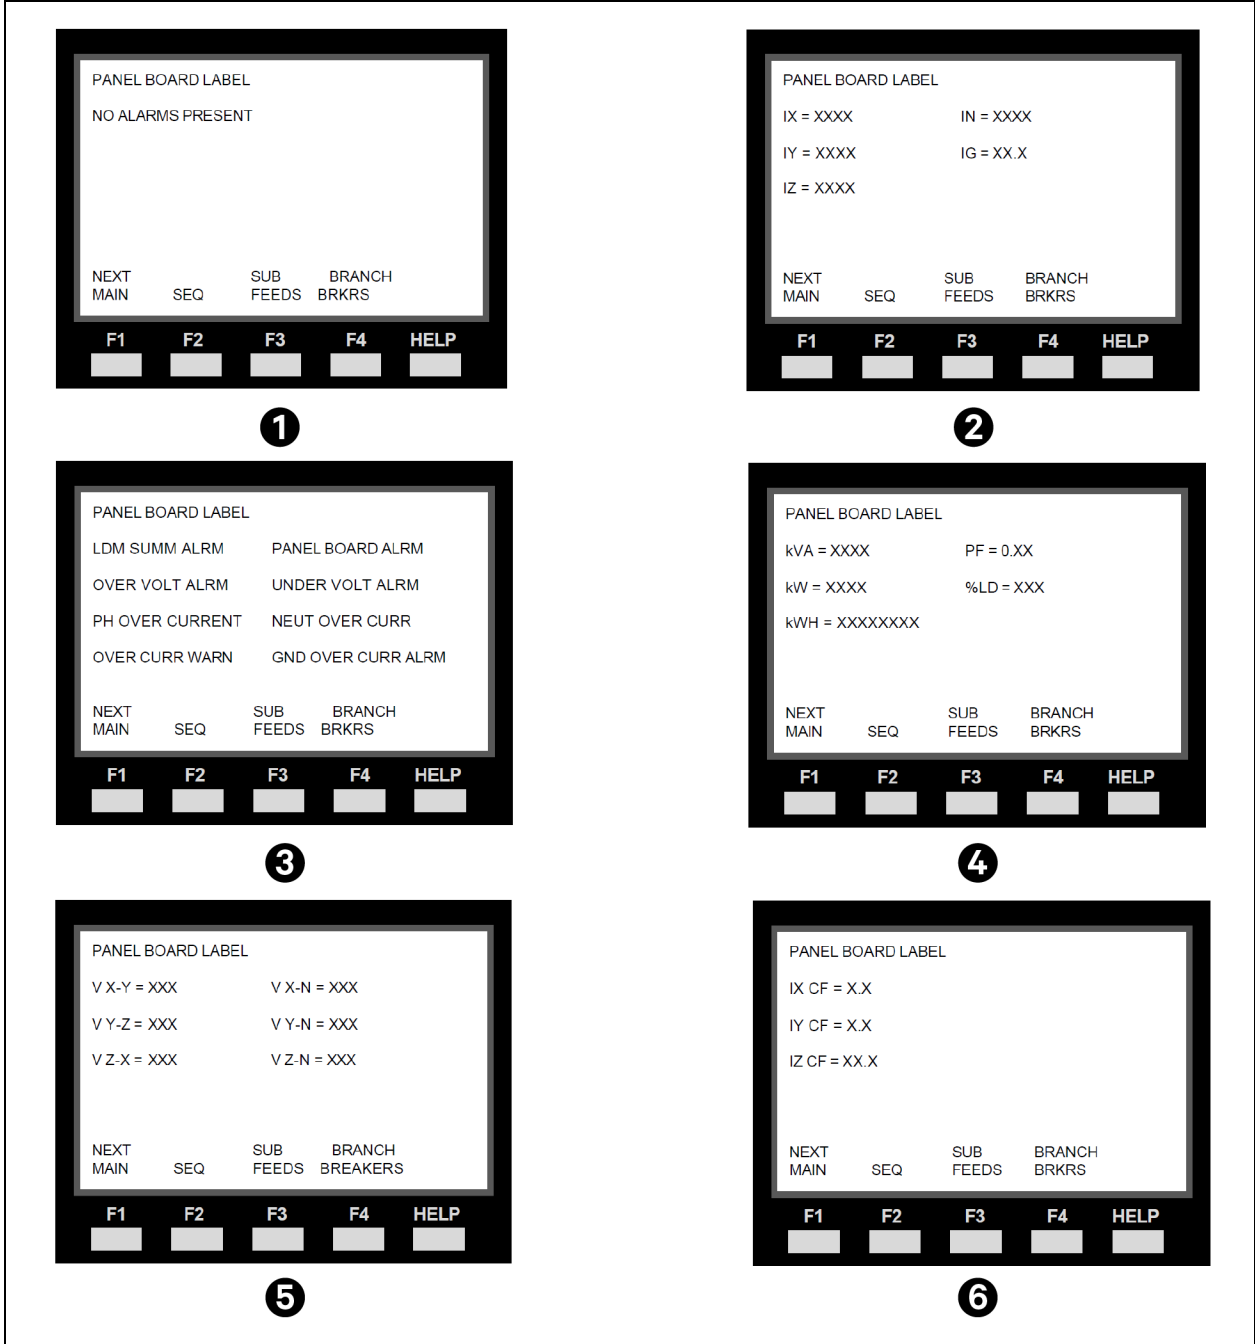 PANEL BOARD LABEL
NO ALARMS PRESENT
NEXT SUB BRANCH
MAIN SEQ FEEDS BRKRS
F1 F2 F3 F4 HELP
1
PANEL BOARD LABEL
IX = XXXX IN = XXXX
IY = XXXX IG = XX.X
IZ = XXXX
NEXT SUB BRANCH
MAIN SEQ FEEDS BRKRS
F1 F2 F3 F4 HELP
2
PANEL BOARD LABEL
LDM SUMM ALRM PANEL BOARD ALRM
OVER VOLT ALRM UNDER VOLT ALRM
PH OVER CURRENT NEUT OVER CURR
OVER CURR WARN GND OVER CURR ALRM
NEXT SUB BRANCH
MAIN SEQ FEEDS BRKRS
F1 F2 F3 F4 HELP
3
PANEL BOARD LABEL
kVA = XXXX PF = 0.XX
kW = XXXX %LD = XXX
kWH = XXXXXXXX
NEXT SUB BRANCH
MAIN SEQ FEEDS BRKRS
F1 F2 F3 F4 HELP
4
PANEL BOARD LABEL
V X-Y = XXX V X-N = XXX
V Y-Z = XXX V Y-N = XXX
V Z-X = XXX V Z-N = XXX
NEXT SUB BRANCH
MAIN SEQ FEEDS BREAKERS
F1 F2 F3 F4 HELP
5
PANEL BOARD LABEL
IX CF = X.X
IY CF = X.X
IZ CF = XX.X
NEXT SUB BRANCH
MAIN SEQ FEEDS BRKRS
F1 F2 F3 F4 HELP
6